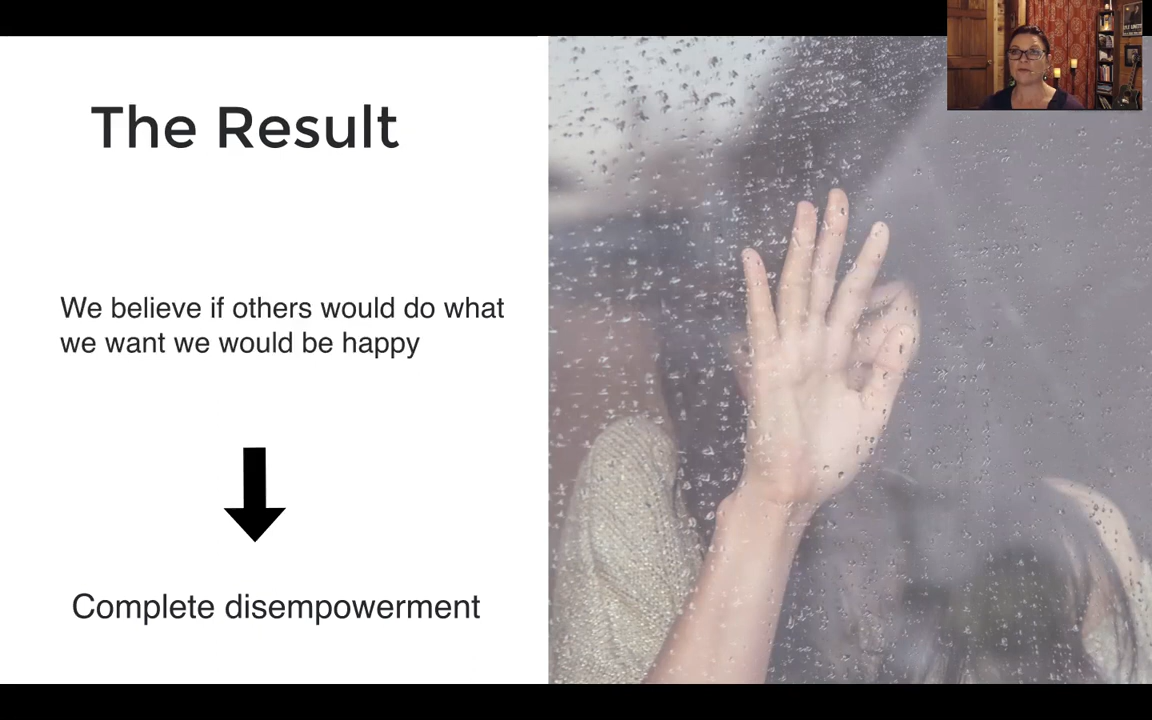 The Result
We believe if others would do what
we want we would be happy
Complete disempowerment